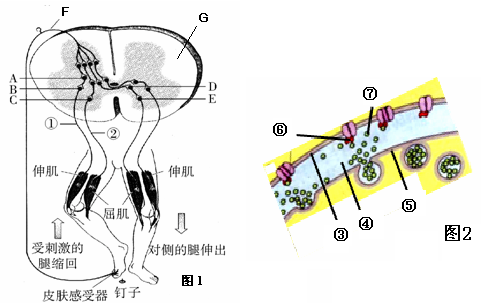 F
G
A
B
C
D
E
①
②
伸肌
伸肌
屈肌
受刺激的
腿缩回
对侧的腿伸出
皮肤感受器
钉子
图1
⑦
⑥
③
④
⑤
图2